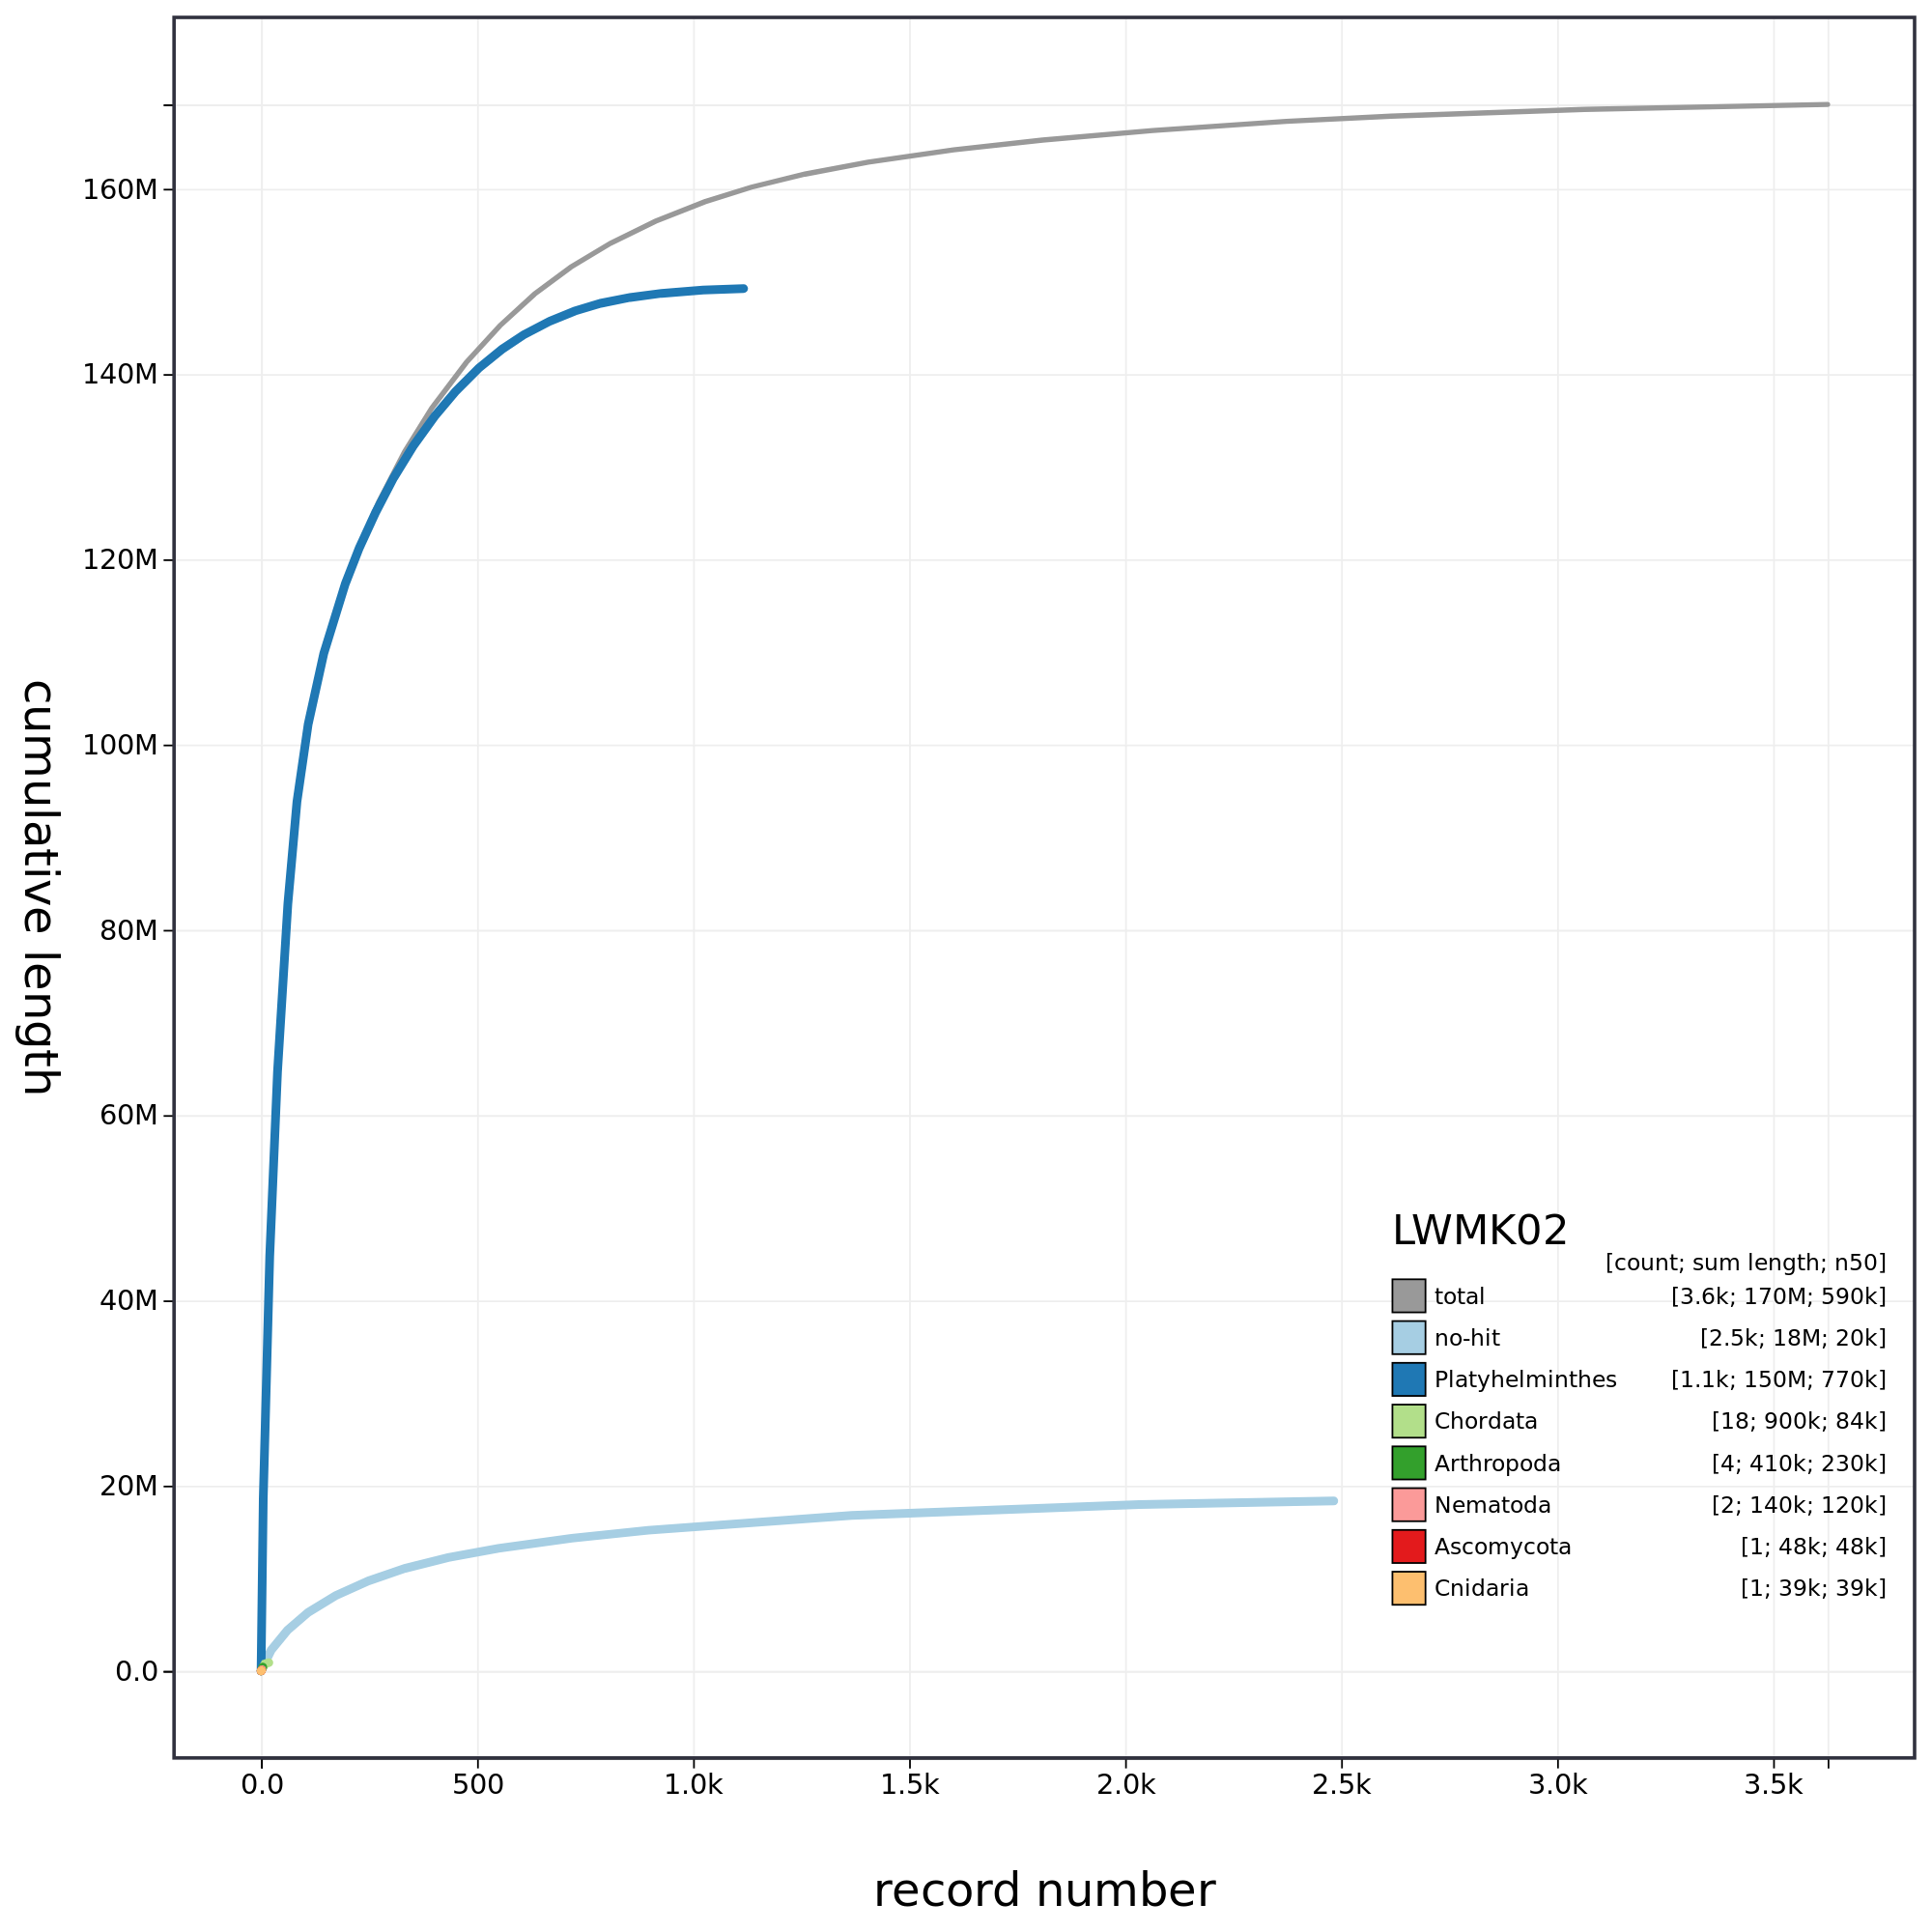 cumulative length
160M
140M
120M
100M
80M
60M
40M
20M
0.0
LWMK02
[count; sum length; n50]
total [3.6k; 170M; 590k]
no-hit [2.5k; 18M; 20k]
Platyhelminthes [1.1k; 150M; 770k]
Chordata [18; 900k; 84k]
Arthropoda [4; 410k; 230k]
Nematoda [2; 140k; 120k]
Ascomycota [1; 48k; 48k]
Cnidaria [1; 39k; 39k]
0.0 500 1.0k 1.5k 2.0k 2.5k 3.0k 3.5k
record number